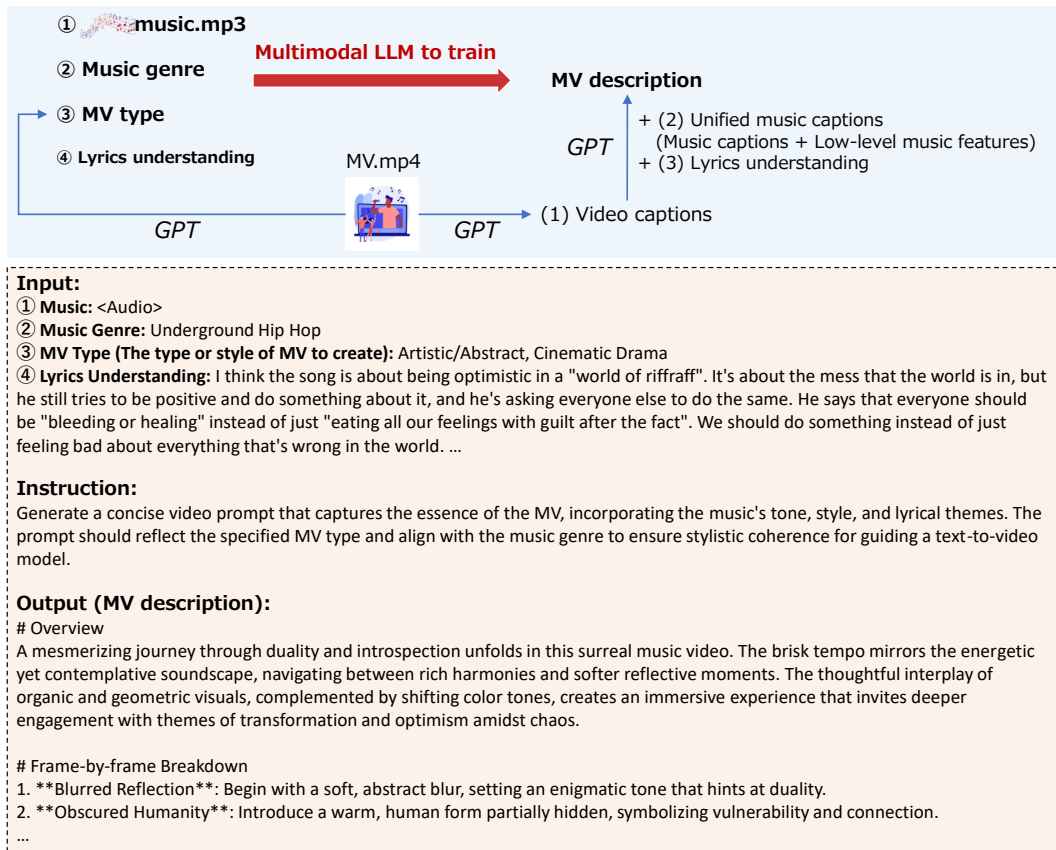 ① music.mp3
② Music genre
③ MV type
④ Lyrics understanding
Multimodal LLM to train
MV description
GPT
+ (2) Unified music captions
(Music captions + Low-level music features)
+ (3) Lyrics understanding
MV.mp4
GPT
GPT
(1) Video captions
Input:
① Music: <Audio>
② Music Genre: Underground Hip Hop
③ MV Type (The type or style of MV to create): Artistic/Abstract, Cinematic Drama
④ Lyrics Understanding: I think the song is about being optimistic in a "world of riffraff". It's about the mess that the world is in, but
he still tries to be positive and do something about it, and he's asking everyone else to do the same. He says that everyone should
be "bleeding or healing" instead of just "eating all our feelings with guilt after the fact". We should do something instead of just
feeling bad about everything that's wrong in the world. ...
Instruction:
Generate a concise video prompt that captures the essence of the MV, incorporating the music's tone, style, and lyrical themes. The
prompt should reflect the specified MV type and align with the music genre to ensure stylistic coherence for guiding a text-to-video
model.
Output (MV description):
# Overview
A mesmerizing journey through duality and introspection unfolds in this surreal music video. The brisk tempo mirrors the energetic
yet contemplative soundscape, navigating between rich harmonies and softer reflective moments. The thoughtful interplay of
organic and geometric visuals, complemented by shifting color tones, creates an immersive experience that invites deeper
engagement with themes of transformation and optimism amidst chaos.
# Frame-by-frame Breakdown
1. **Blurred Reflection**: Begin with a soft, abstract blur, setting an enigmatic tone that hints at duality.
2. **Obscured Humanity**: Introduce a warm, human form partially hidden, symbolizing vulnerability and connection.
...